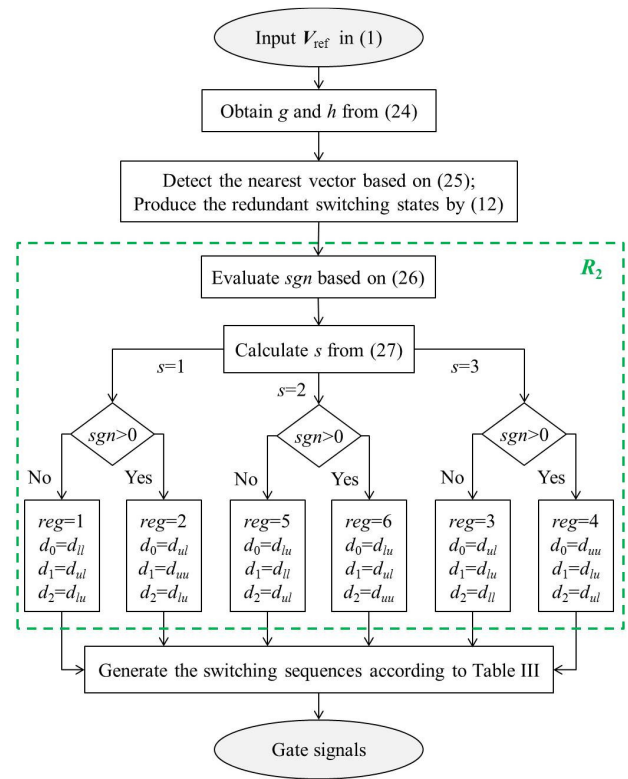 Input V_ref in (1)
Obtain g and h from (24)
Detect the nearest vector based on (25);
Produce the redundant switching states by (12)
R_2
Evaluate sgn based on (26)
Calculate s from (27)
s=1
s=2
s=3
sgn>0
sgn>0
sgn>0
No
Yes
No
Yes
No
Yes
reg=1
d_0=d_ll
d_1=d_ul
d_2=d_lu
reg=2
d_0=d_ul
d_1=d_uu
d_2=d_lu
reg=5
d_0=d_lu
d_1=d_ll
d_2=d_ul
reg=6
d_0=d_lu
d_1=d_ul
d_2=d_uu
reg=3
d_0=d_ul
d_1=d_lu
d_2=d_ll
reg=4
d_0=d_uu
d_1=d_lu
d_2=d_ul
Generate the switching sequences according to Table III
Gate signals